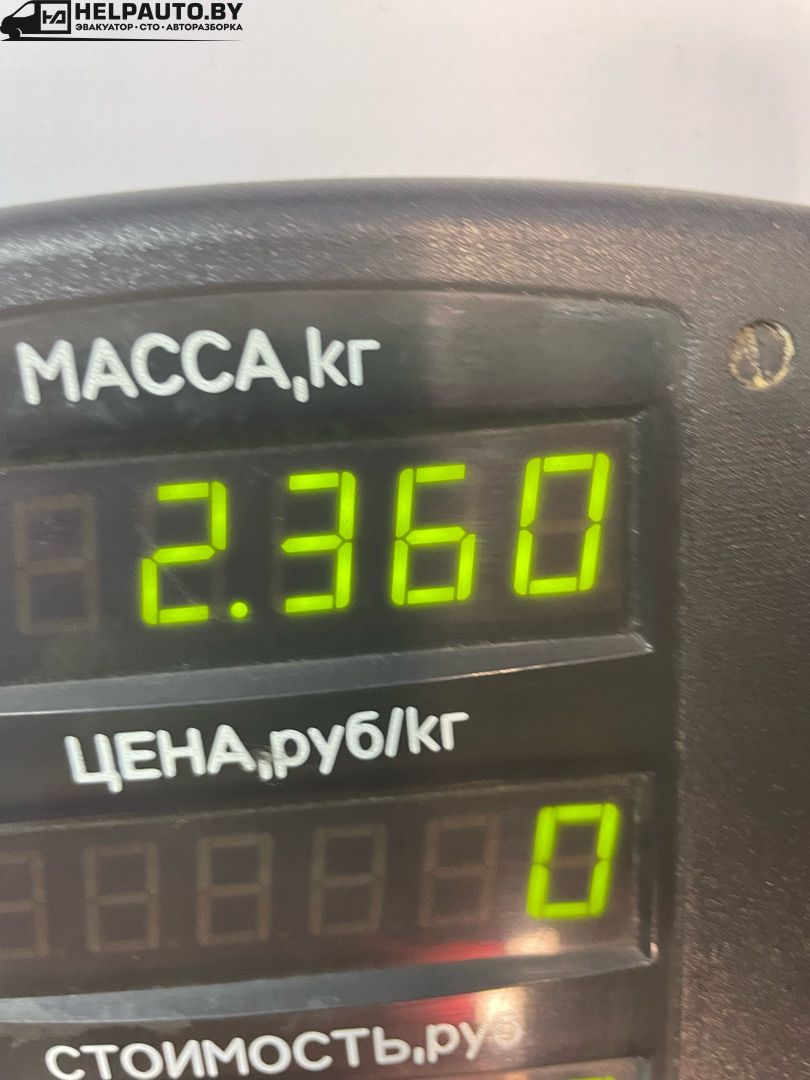 HELPAUTO.BY
ЭВАКУАТОР • СТО • АВТОРАЗБОРКА
МАССА,кг
2.360
ЦЕНА,руб/кг
0
СТОИМОСТЬ,руб